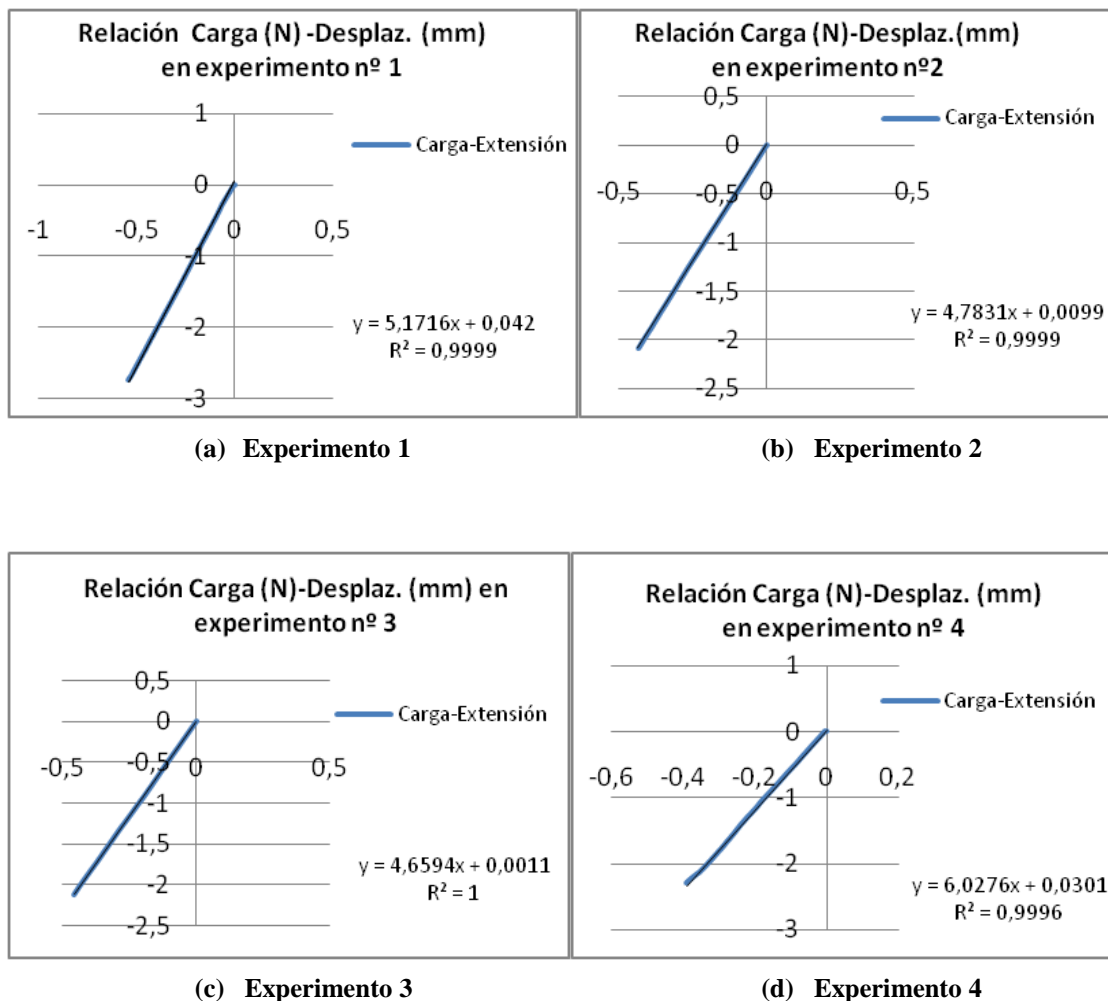 Relación Carga (N) -Desplaz. (mm)
en experimento nº 1
1
Carga-Extensión
0
-1
-0,5
0
0,5
-1
-2
y = 5,1716x + 0,042
R² = 0,9999
-3
(a) Experimento 1
Relación Carga (N)-Desplaz.(mm)
en experimento nº2
0,5
Carga-Extensión
0
-0,5
-0,5
0
0,5
-1
-1,5
y = 4,7831x + 0,0099
R² = 0,9999
-2
-2,5
(b) Experimento 2
Relación Carga (N)-Desplaz. (mm) en
experimento nº 3
0,5
Carga-Extensión
0
-0,5
-0,5
0
0,5
-1
-1,5
y = 4,6594x + 0,0011
R² = 1
-2
-2,5
(c) Experimento 3
Relación Carga (N)-Desplaz. (mm)
en experimento nº 4
1
Carga-Extensión
0
-0,6
-0,4
-0,2
0
0,2
-1
-2
y = 6,0276x + 0,0301
R² = 0,9996
-3
(d) Experimento 4